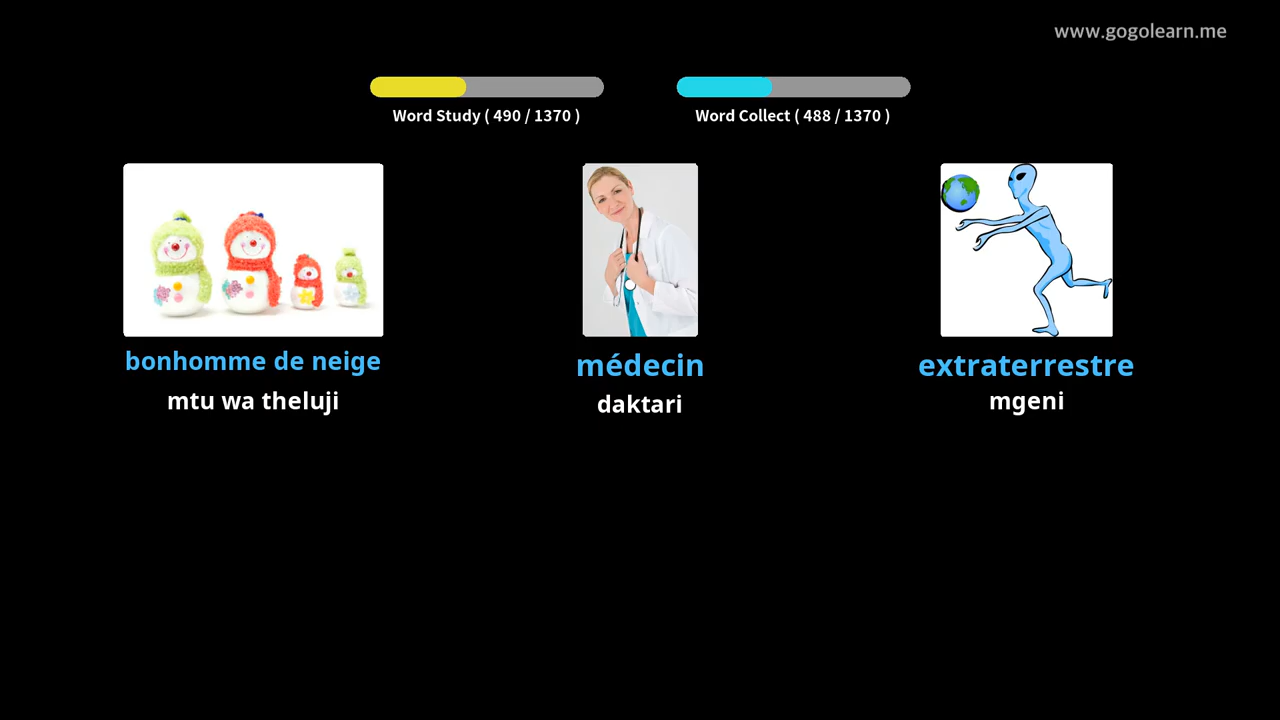 www.gogolearn.me
Word Study ( 490 / 1370 )
Word Collect ( 488 / 1370 )
bonhomme de neige
médecin
extraterrestre
mtu wa theluji
daktari
mgeni